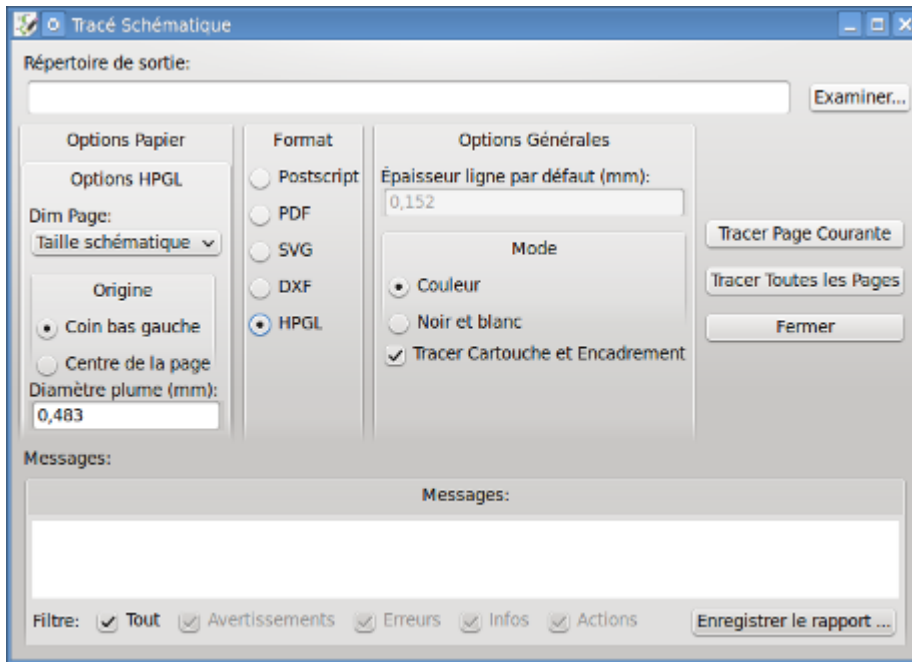 Tracé Schématique
Répertoire de sortie:
Examiner...
Options Papier
Options HPGL
Dim Page:
Taille schématique
Origine
Coin bas gauche
Centre de la page
Diamètre plume (mm):
0,483
Format
Postscript
PDF
SVG
DXF
HPGL
Options Générales
Épaisseur ligne par défaut (mm):
0,152
Mode
Couleur
Noir et blanc
Tracer Cartouche et Encadrement
Tracer Page Courante
Tracer Toutes les Pages
Fermer
Messages:
Messages:
Filtre: Tout Avertissements Erreurs Infos Actions Enregistrer le rapport ...